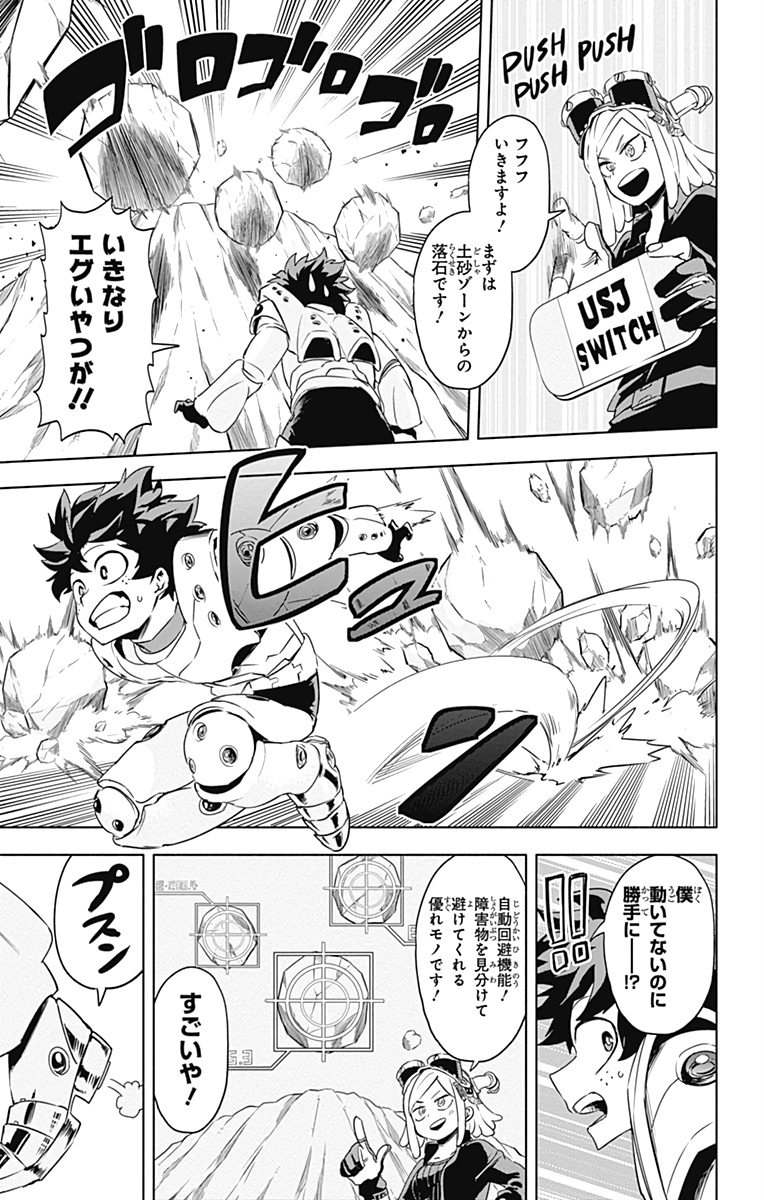 PUSH
PUSH PUSH
フフフ
いきますよ！
まずは
土砂ゾーンからの
落石です！
USJ
SWITCH
ゴロゴロゴロ
いきなり
エグいやつが!!
ヒュンッ
僕
動いてないのに
勝手に――!?
!!
自動回避機能！
障害物を見分けて
避けてくれる
優れモノです！
すごいや！
プスン